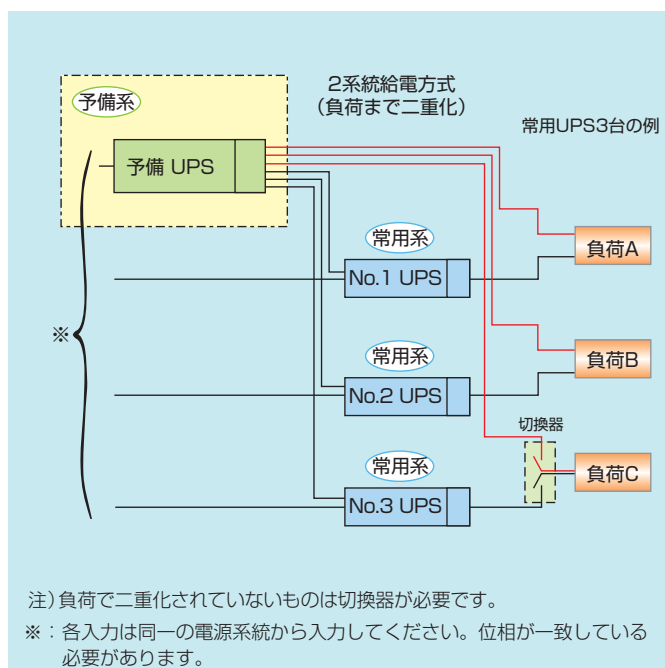 予備系
2系統給電方式
(負荷まで二重化)
常用UPS3台の例
予備 UPS
常用系
No.1 UPS
負荷A
※
常用系
No.2 UPS
負荷B
切換器
常用系
No.3 UPS
負荷C
注)負荷で二重化されていないものは切換器が必要です。
※:各入力は同一の電源系統から入力してください。位相が一致している
必要があります。